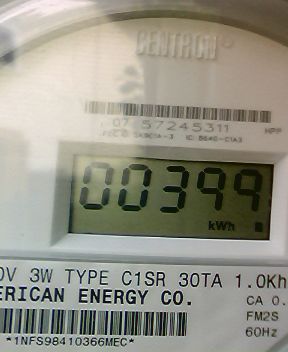 CENTRON®
07 57245311 HPP
00399
kWh
0V 3W TYPE C1SR 30TA 1.0Kh
ERICAN ENERGY CO. CA 0.
FM2S
*1NFS98410366MEC* 60Hz